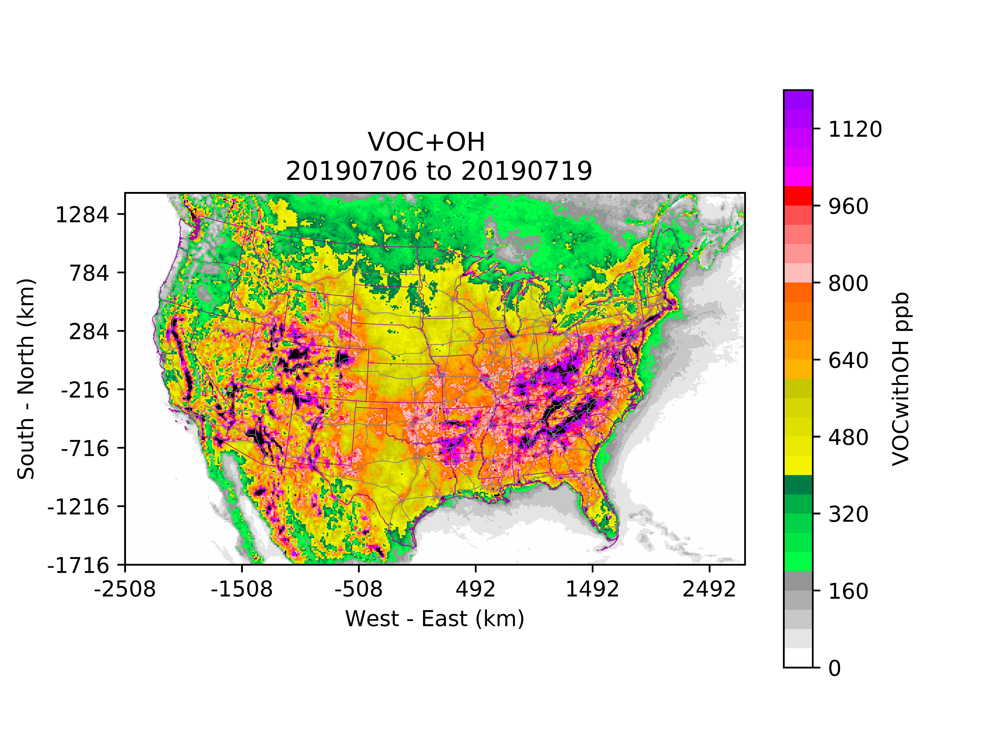 VOC+OH
20190706 to 20190719
1284
784
284
-216
-716
-1216
-1716
South - North (km)
-2508 -1508 -508 492 1492 2492
West - East (km)
1120
960
800
640
480
320
160
0
VOCwithOH ppb